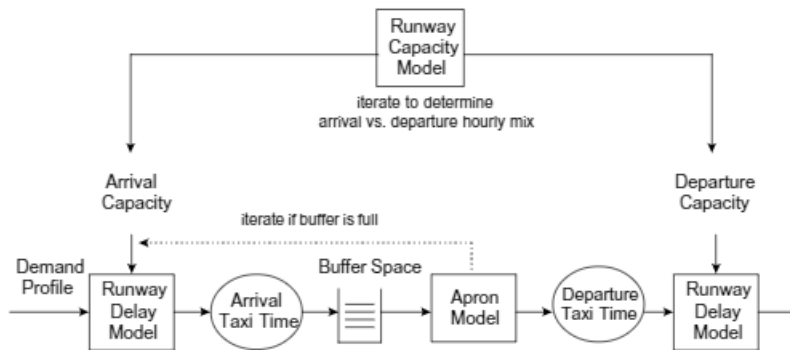 Runway
Capacity
Model
iterate to determine
arrival vs. departure hourly mix
Arrival
Capacity
Departure
Capacity
iterate if buffer is full
Demand
Profile
Runway
Delay
Model
Arrival
Taxi Time
Buffer Space
Apron
Model
Departure
Taxi Time
Runway
Delay
Model